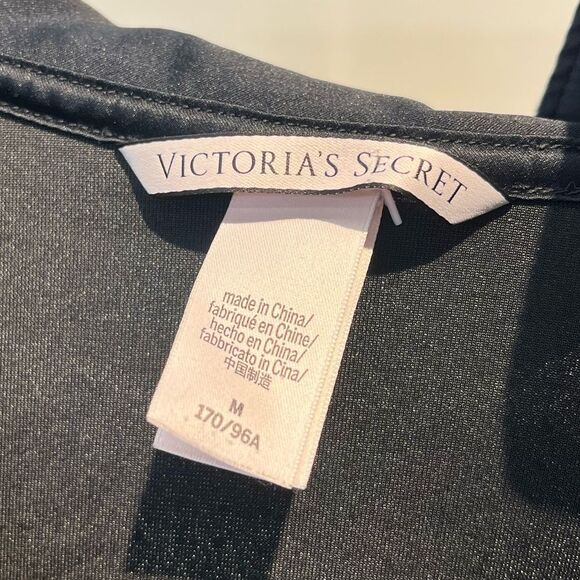 VICTORIA'S SECRET
made in China/
fabriqué en Chine/
hecho en China/
fabbricato in Cina/
中国制造
M
170/96A